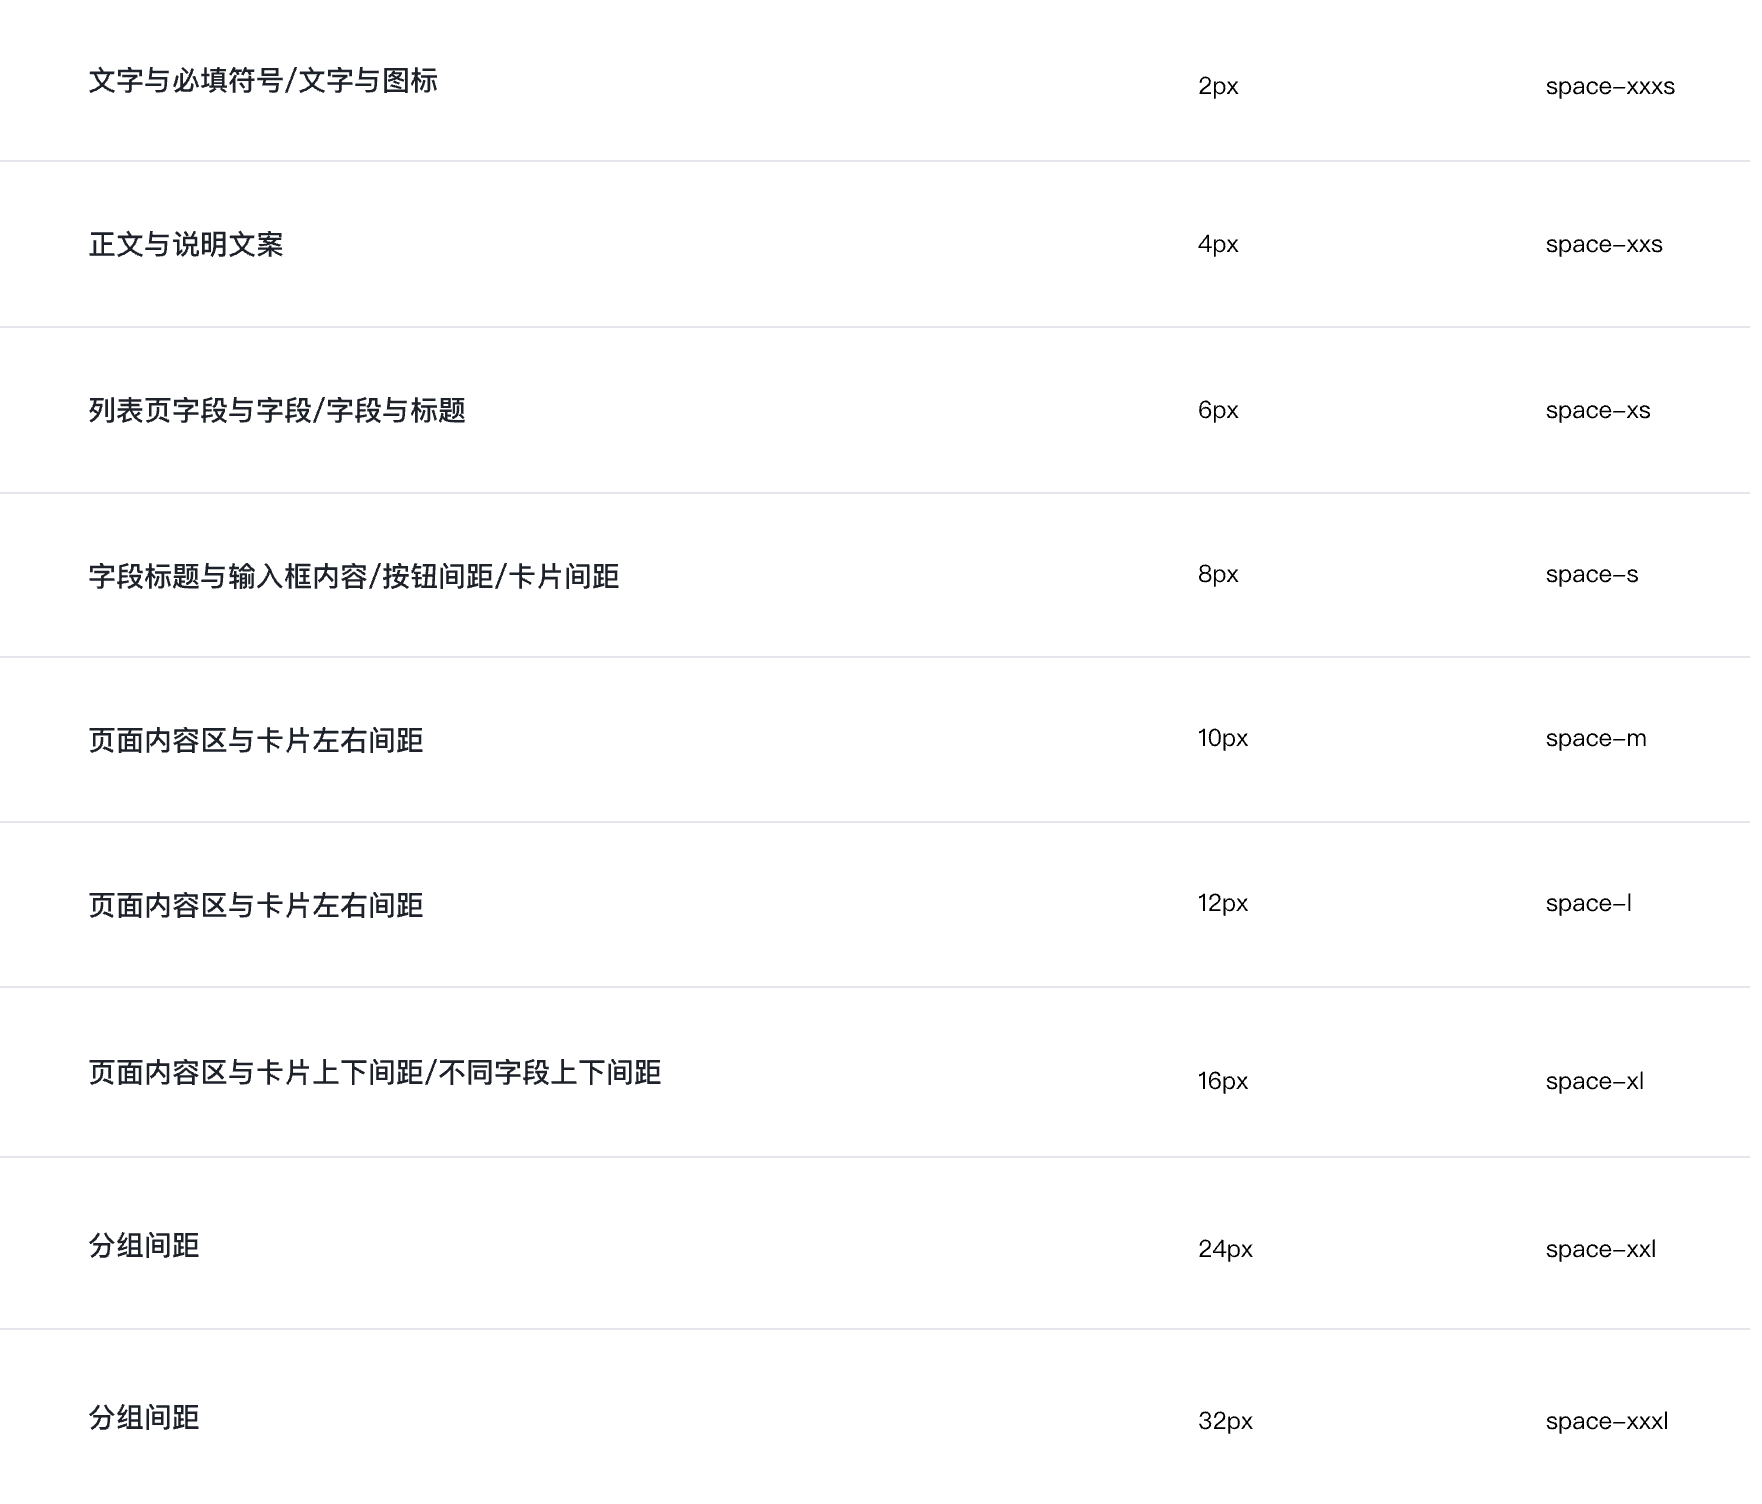 文字与必填符号/文字与图标 2px space-xxxs
正文与说明文案 4px space-xxs
列表页字段与字段/字段与标题 6px space-xs
字段标题与输入框内容/按钮间距/卡片间距 8px space-s
页面内容区与卡片左右间距 10px space-m
页面内容区与卡片左右间距 12px space-l
页面内容区与卡片上下间距/不同字段上下间距 16px space-xl
分组间距 24px space-xxl
分组间距 32px space-xxxl